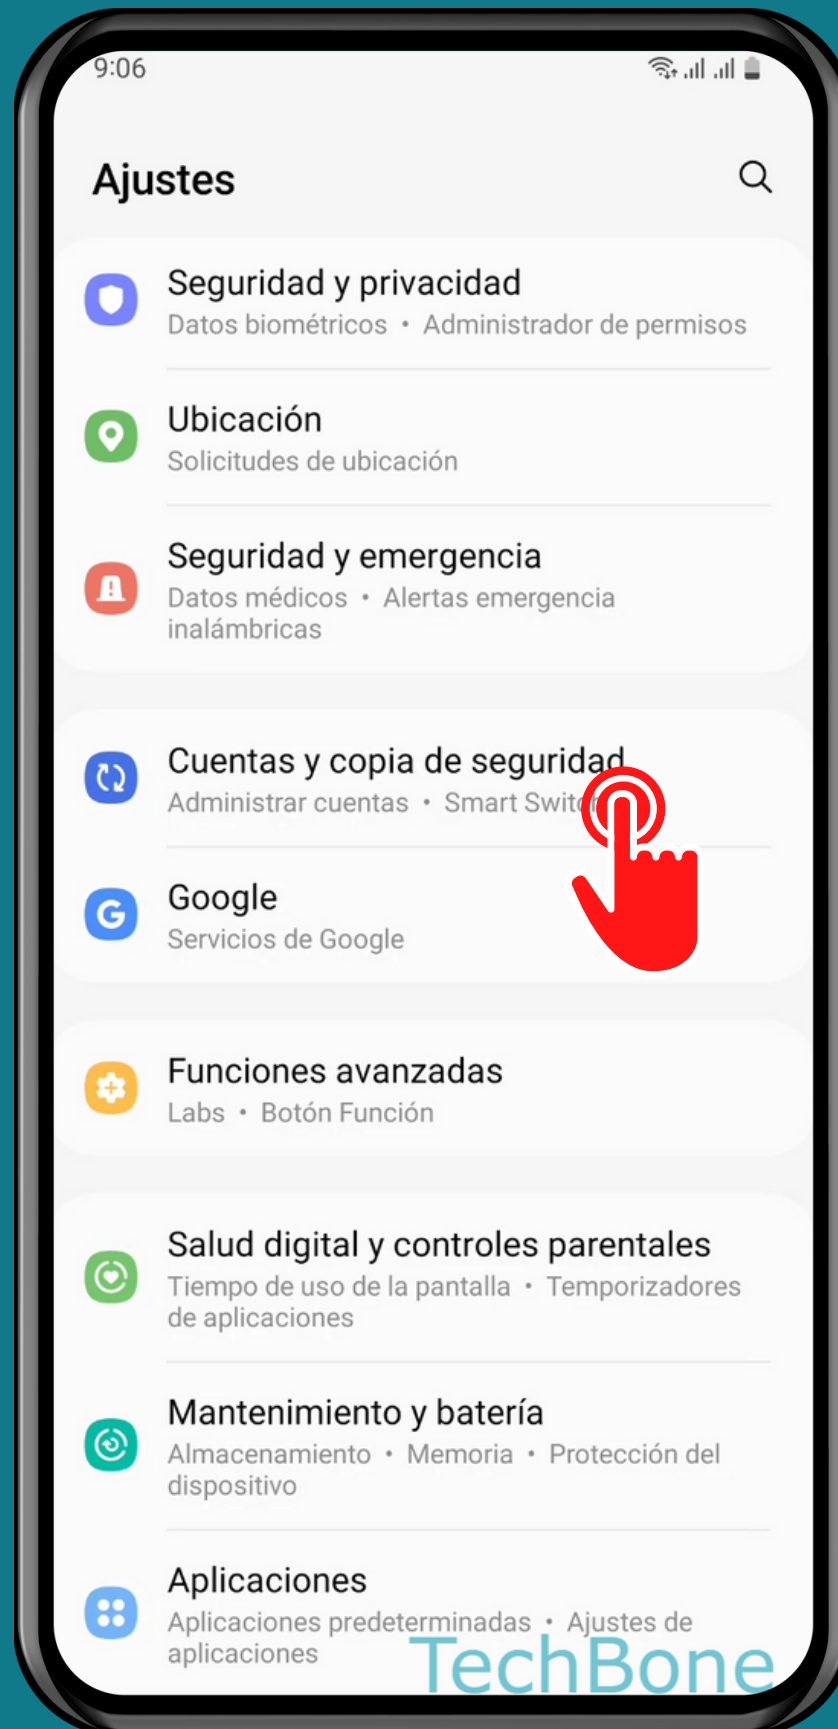 9:06
Ajustes
Seguridad y privacidad
Datos biométricos • Administrador de permisos
Ubicación
Solicitudes de ubicación
Seguridad y emergencia
Datos médicos • Alertas emergencia
inalámbricas
Cuentas y copia de seguridad
Administrar cuentas • Smart Switch
Google
Servicios de Google
Funciones avanzadas
Labs • Botón Función
Salud digital y controles parentales
Tiempo de uso de la pantalla • Temporizadores
de aplicaciones
Mantenimiento y batería
Almacenamiento • Memoria • Protección del
dispositivo
Aplicaciones
Aplicaciones predeterminadas • Ajustes de
aplicaciones
TechBone